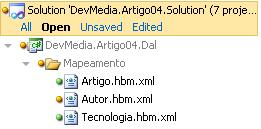 Solution 'DevMedia.Artigo04.Solution' (7 proje...
All Open Unsaved Edited
DevMedia.Artigo04.Dal
Mapeamento
Artigo.hbm.xml
Autor.hbm.xml
Tecnologia.hbm.xml